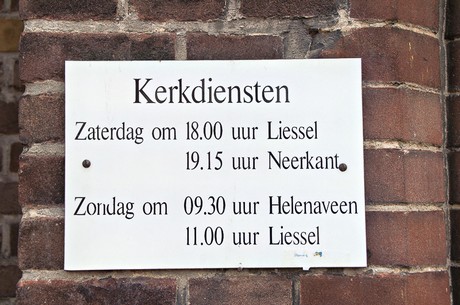 Kerkdiensten
Zaterdag om 18.00 uur Liessel
19.15 uur Neerkant
Zondag om 09.30 uur Helenaveen
11.00 uur Liessel